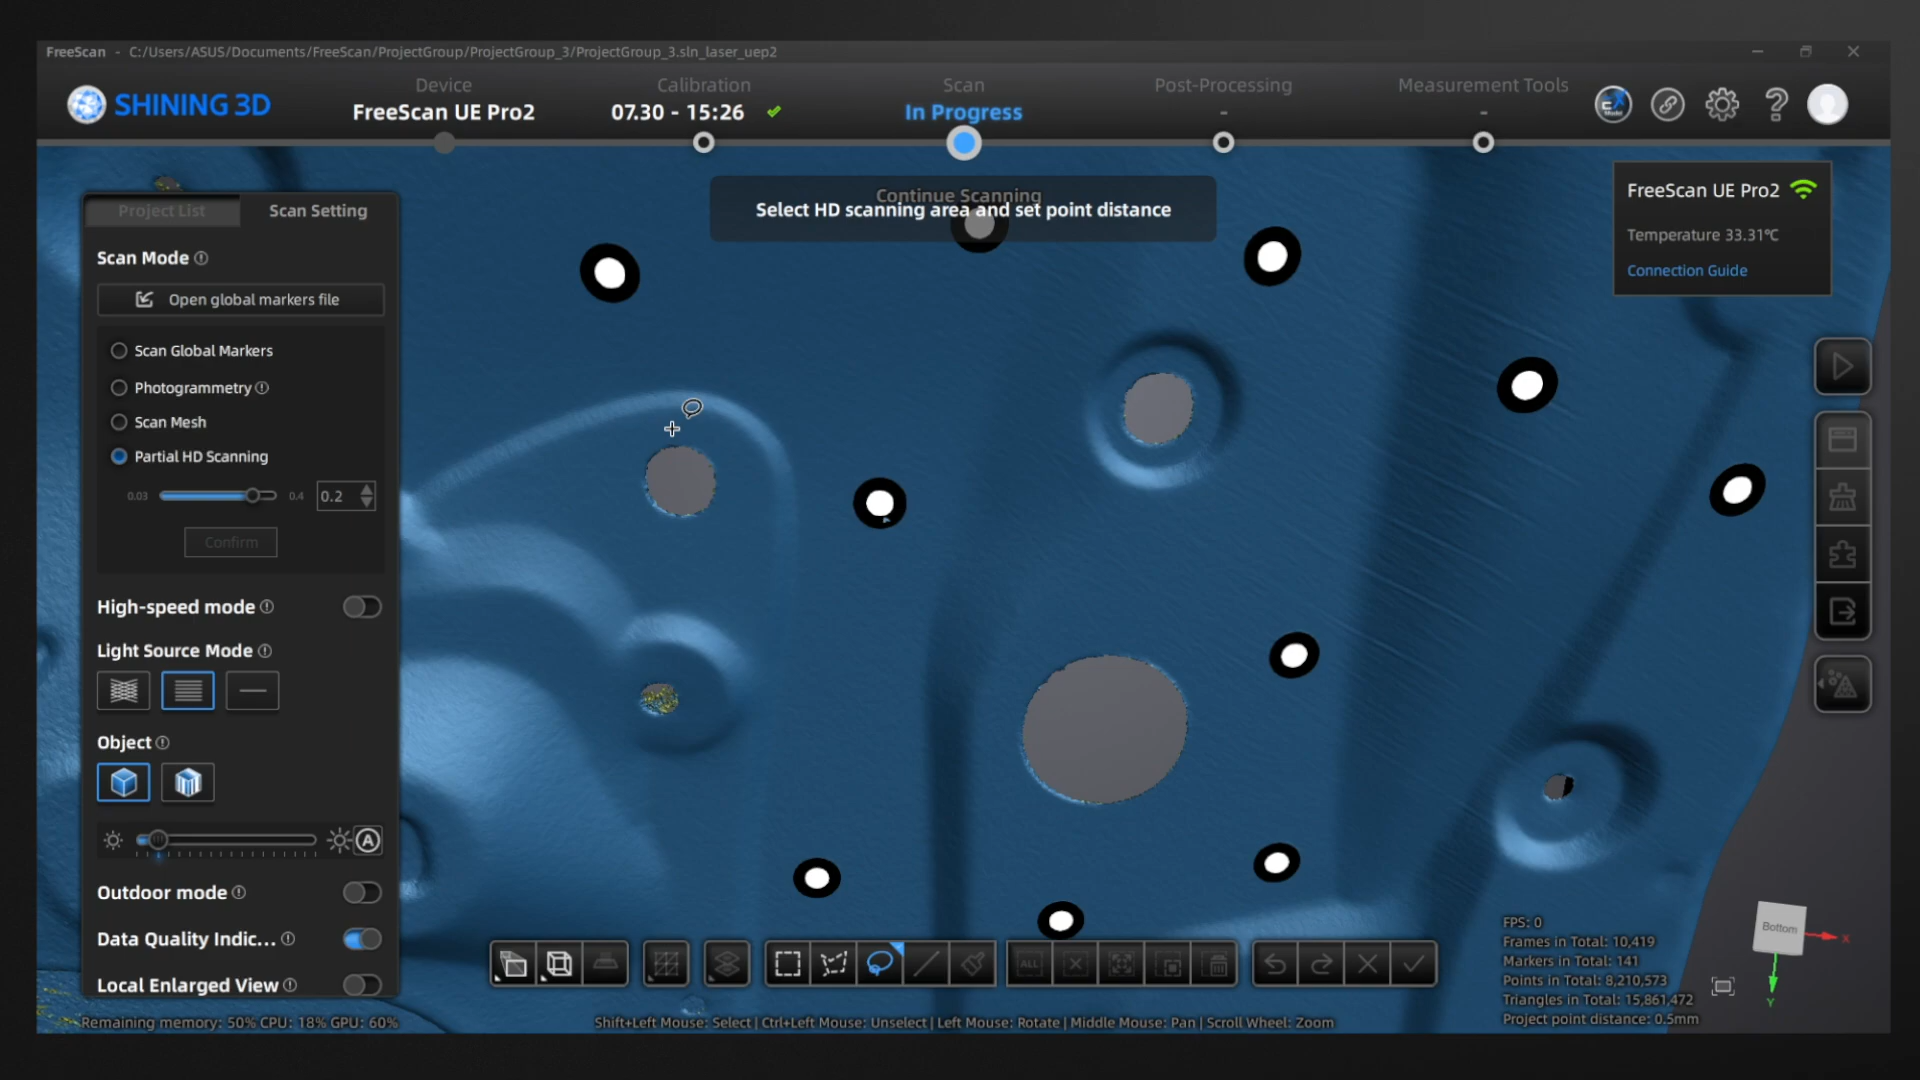 FreeScan - C:/Users/ASUS/Documents/FreeScan/ProjectGroup/ProjectGroup_3/ProjectGroup_3.sln_laser_uep2
SHINING 3D
Device
FreeScan UE Pro2
Calibration
07.30 - 15:26
Scan
In Progress
Post-Processing
-
Measurement Tools
-
Continue Scanning
Select HD scanning area and set point distance
FreeScan UE Pro2
Temperature 33.31℃
Connection Guide
Project List
Scan Setting
Scan Mode
Open global markers file
Scan Global Markers
Photogrammetry
Scan Mesh
Partial HD Scanning
0.03
0.4
0.2
Confirm
High-speed mode
Light Source Mode
Object
A
Outdoor mode
Data Quality Indic...
Local Enlarged View
Remaining memory: 50% CPU: 18% GPU: 60%
ALL
Shift+Left Mouse: Select | Ctrl+Left Mouse: Unselect | Left Mouse: Rotate | Middle Mouse: Pan | Scroll Wheel: Zoom
FPS: 0
Frames in Total: 10,419
Markers in Total: 141
Points in Total: 8,210,573
Triangles in Total: 15,861,472
Project point distance: 0.5mm
Bottom
X
Y